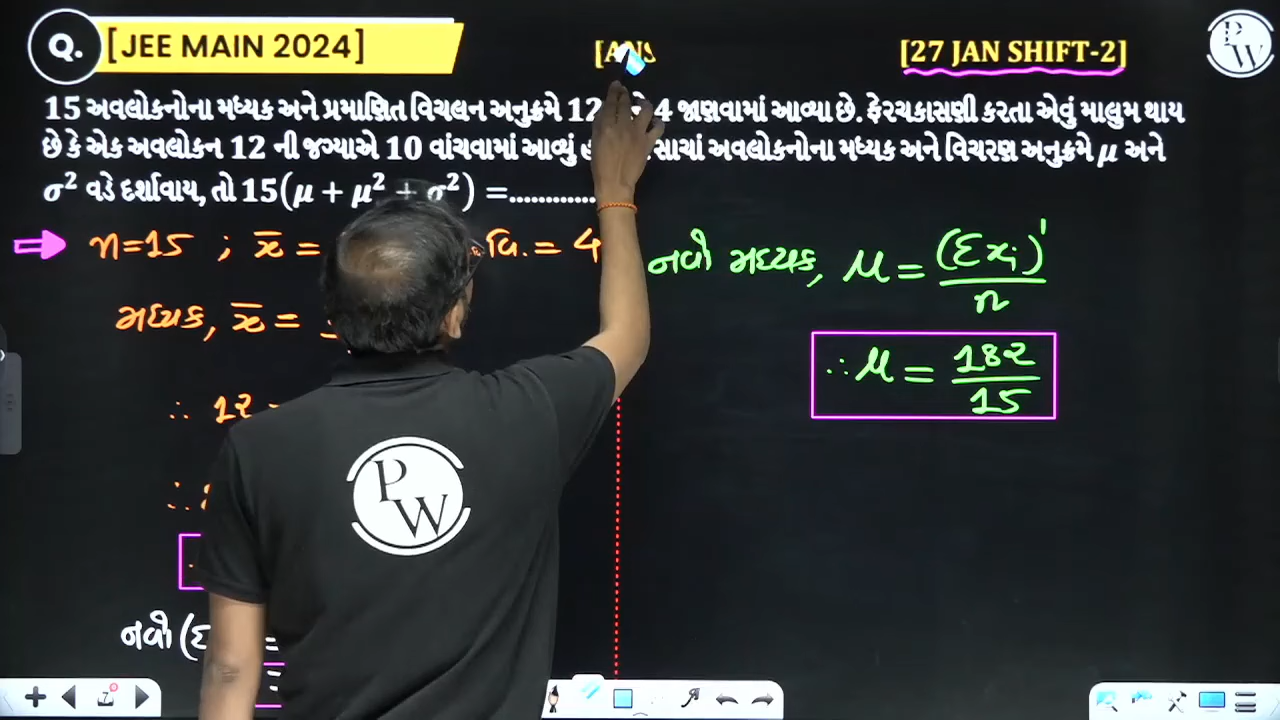 Q. [JEE MAIN 2024] [27 JAN SHIFT-2]
PW
15 અવલોકનોના મધ્યક અને પ્રમાણિત વિચલન અનુક્રમે 12 4 જાણવામાં આવ્યા છે. ફેરચકાસણી કરતા એવું માલુમ થાય
છે કે એક અવલોકન 12 ની જગ્યાએ 10 વાંચવામાં આવ્યું સાચાં અવલોકનોના મધ્યક અને વિચરણ અનુક્રમે μ અને
σ² વડે દર્શાવાય, તો 15(μ + μ² + σ²) =.............
n=15 ; x̄ = વિ. = 4
મધ્યક, x̄ =
∴ 12 =
∴
નવો (Σ =
=
નવો મધ્યક, μ = (Σxᵢ)' / n
∴ μ = 182 / 15
PW